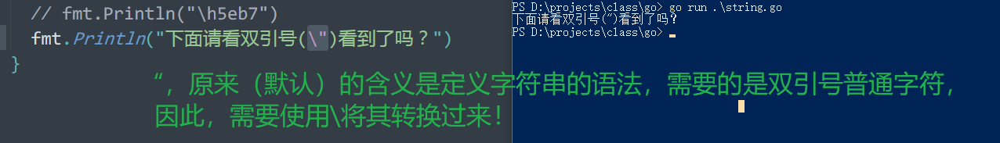 // fmt.Println("\h5eb7")
fmt.Println("下面请看双引号(\")看到了吗？")
}
PS D:\projects\class\go> go run .\string.go
下面请看双引号(")看到了吗？
PS D:\projects\class\go>
“，原来（默认）的含义是定义字符串的语法，需要的是双引号普通字符，
因此，需要使用\将其转换过来！